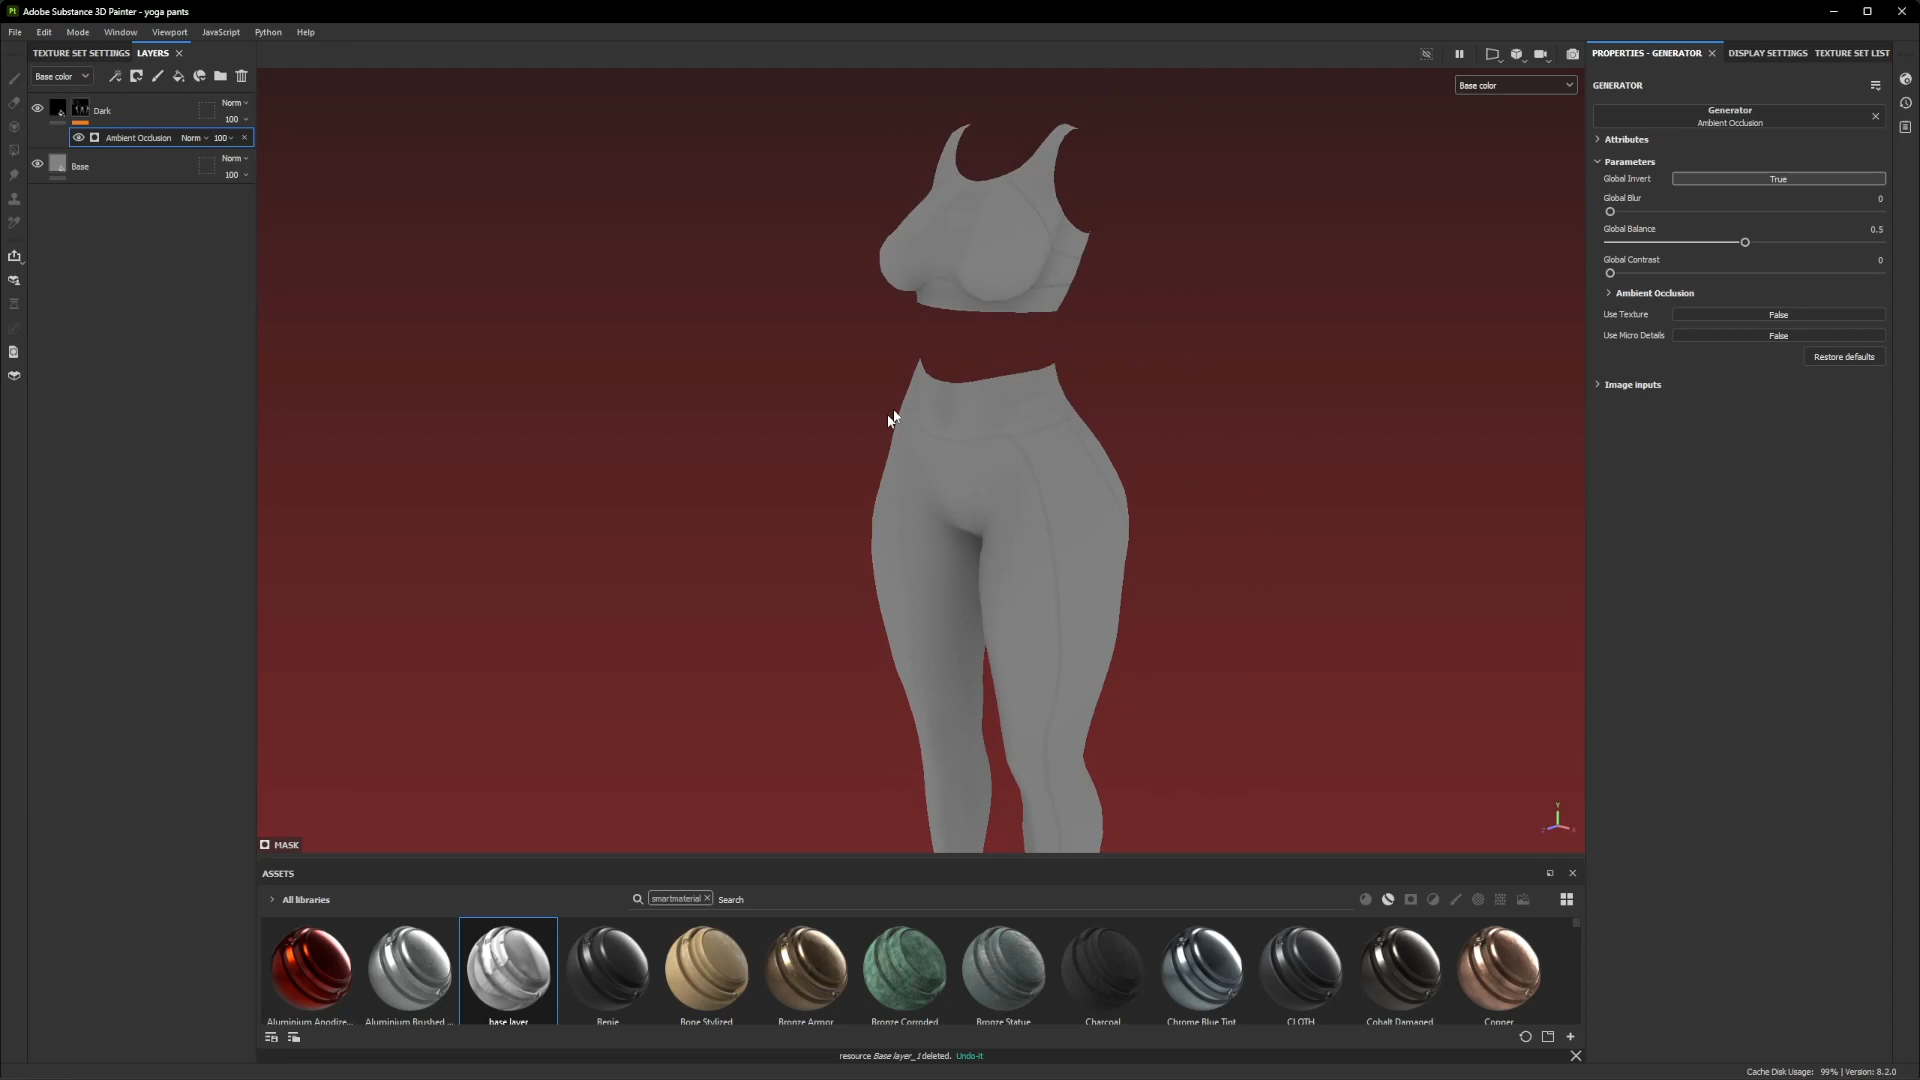 Pt Adobe Substance 3D Painter - yoga pants
File Edit Mode Window Viewport JavaScript Python Help
TEXTURE SET SETTINGS LAYERS
Base color
Dark
Norm
100
Ambient Occlusion Norm 100
Base
Norm
100
Base color
MASK
Y
PROPERTIES - GENERATOR DISPLAY SETTINGS TEXTURE SET LIST
GENERATOR
Generator
Ambient Occlusion
Attributes
Parameters
Global Invert True
Global Blur 0
Global Balance 0.5
Global Contrast 0
Ambient Occlusion
Use Texture False
Use Micro Details False
Restore defaults
Image inputs
ASSETS
All libraries
smartmaterial Search
Aluminium Anodize... Aluminium Brushed ... base layer Benie Bone Stylized Bronze Armor Bronze Corroded Bronze Statue Charcoal Chrome Blue Tint CLOTH Cobalt Damaged Copper
resource Base layer_1 deleted. Undo-it
Cache Disk Usage: 99% | Version: 8.2.0